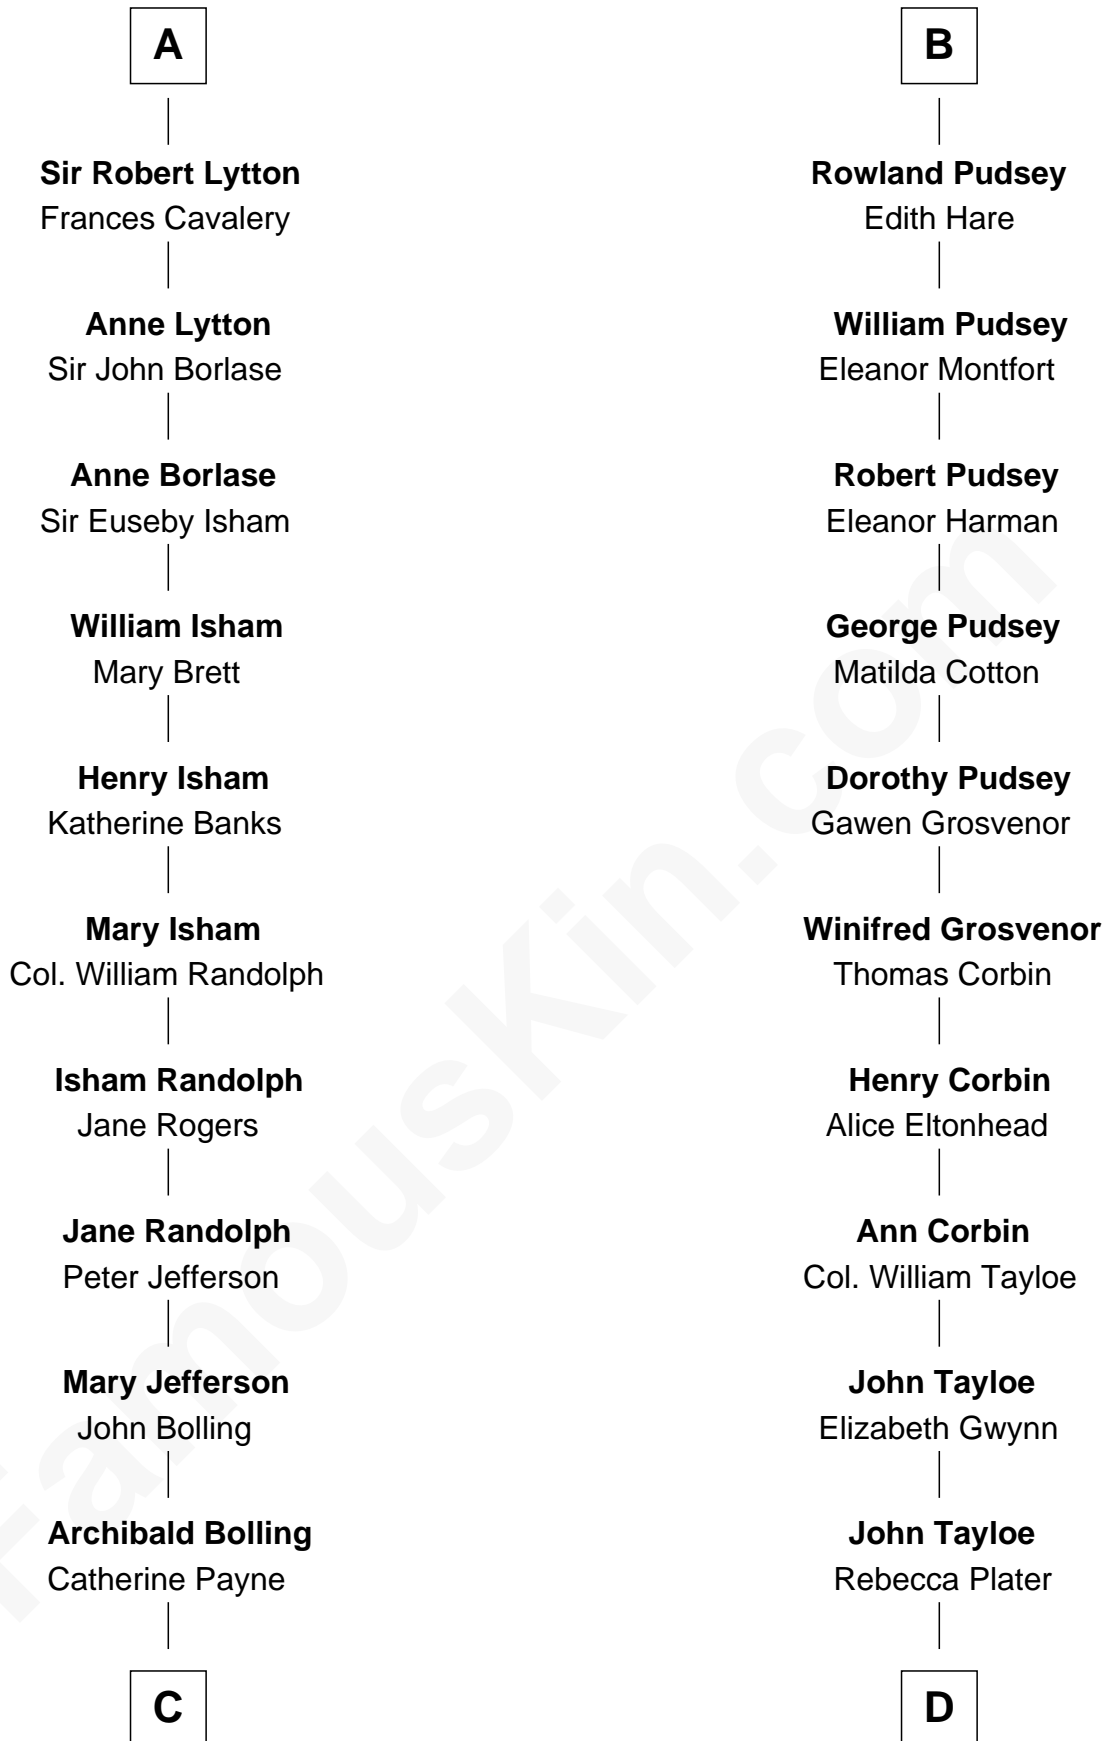 A
Sir Robert Lytton
Frances Cavalery
Anne Lytton
Sir John Borlase
Anne Borlase
Sir Euseby Isham
William Isham
Mary Brett
Henry Isham
Katherine Banks
Mary Isham
Col. William Randolph
Isham Randolph
Jane Rogers
Jane Randolph
Peter Jefferson
Mary Jefferson
John Bolling
Archibald Bolling
Catherine Payne
C
B
Rowland Pudsey
Edith Hare
William Pudsey
Eleanor Montfort
Robert Pudsey
Eleanor Harman
George Pudsey
Matilda Cotton
Dorothy Pudsey
Gawen Grosvenor
Winifred Grosvenor
Thomas Corbin
Henry Corbin
Alice Eltonhead
Ann Corbin
Col. William Tayloe
John Tayloe
Elizabeth Gwynn
John Tayloe
Rebecca Plater
D
FamousKin.com